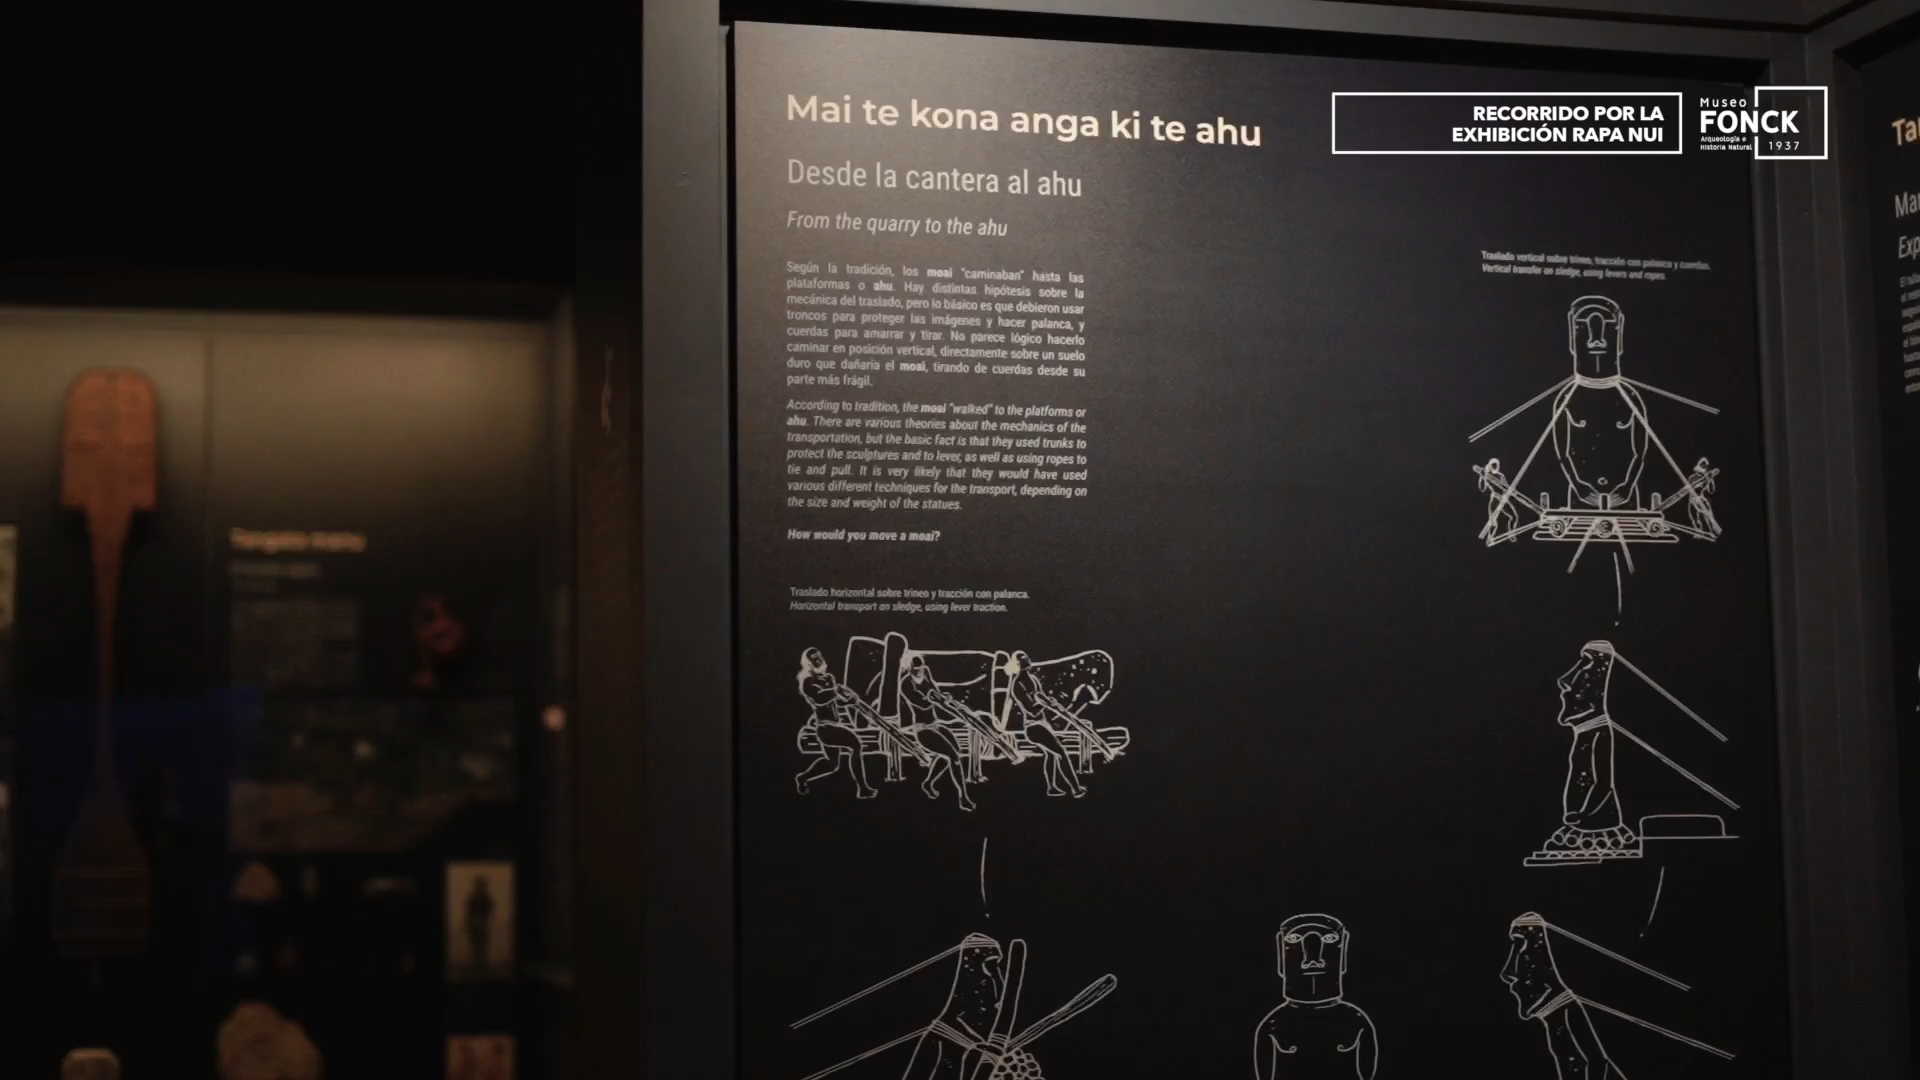 RECORRIDO POR LA
EXHIBICIÓN RAPA NUI
Museo
FONCK
Arqueología e
Historia Natural
1937
Mai te kona anga ki te ahu
Desde la cantera al ahu
From the quarry to the ahu
Según la tradición, los moai "caminaban" hasta las
plataformas o ahu. Hay distintas hipótesis sobre la
mecánica del traslado, pero lo básico es que debieron usar
troncos para proteger las imágenes y hacer palanca, y
cuerdas para amarrar y tirar. No parece lógico hacerlo
caminar en posición vertical, directamente sobre un suelo
duro que dañaría el moai, tirando de cuerdas desde su
parte más frágil.
According to tradition, the moai "walked" to the platforms or
ahu. There are various theories about the mechanics of the
transportation, but the basic fact is that they used trunks to
protect the sculptures and to lever, as well as using ropes to
tie and pull. It is very likely that they would have used
various different techniques for the transport, depending on
the size and weight of the statues.
How would you move a moai?
Traslado horizontal sobre trineo y tracción con palanca.
Horizontal transport on sledge, using lever traction.
Traslado vertical sobre trineo, tracción con palanca y cuerdas.
Vertical transfer on sledge, using levers and ropes.